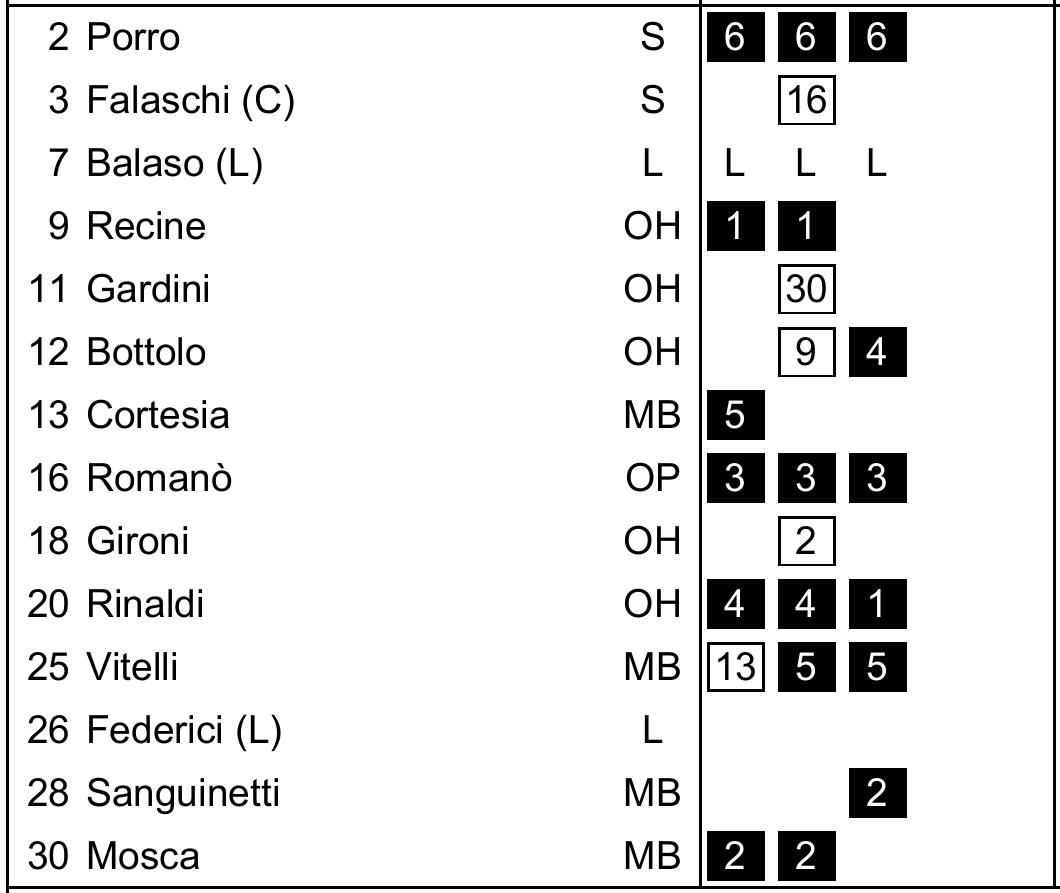 2 Porro S 6 6 6
3 Falaschi (C) S 16
7 Balaso (L) L L L L
9 Recine OH 1 1
11 Gardini OH 30
12 Bottolo OH 9 4
13 Cortesia MB 5
16 Romanò OP 3 3 3
18 Gironi OH 2
20 Rinaldi OH 4 4 1
25 Vitelli MB 13 5 5
26 Federici (L) L
28 Sanguinetti MB 2
30 Mosca MB 2 2